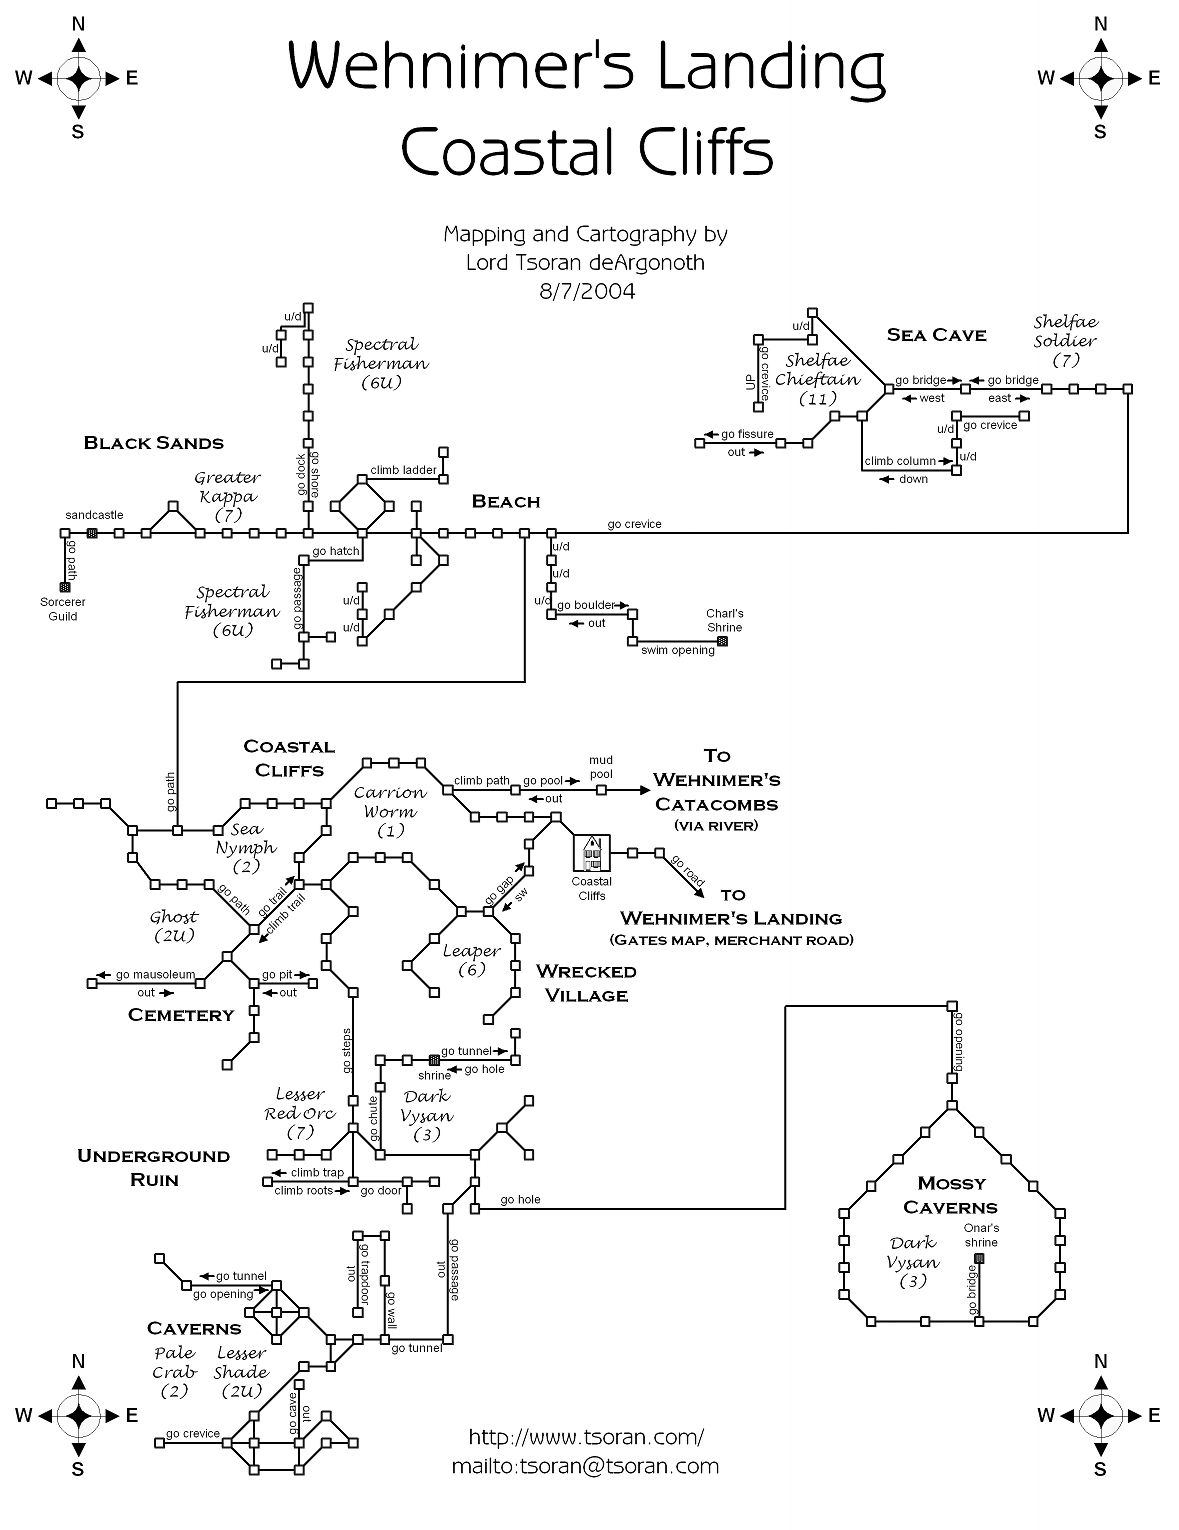 N
W E
S
N
W E
S
Wehnimer's Landing
Coastal Cliffs
Mapping and Cartography by
Lord Tsoran deArgonoth
8/7/2004
u/d
u/d
Spectral
Fisherman
(6U)
go dock
go shore
BLACK SANDS
Greater
Kappa
(7)
sandcastle
go path
Sorcerer
Guild
climb ladder
BEACH
go hatch
go passage
Spectral
Fisherman
(6U)
u/d
u/d
u/d
u/d
u/d
go boulder
out
swim opening
Charl's
Shrine
go crevice
SEA CAVE
Shelfae
Soldier
(7)
u/d
UP
go crevice
Shelfae
Chieftain
(11)
go bridge
west
go bridge
east
go fissure
out
u/d
go crevice
u/d
climb column
down
COASTAL
CLIFFS
go path
Sea
Nymph
(2)
Carrion
Worm
(1)
climb path
go pool
out
mud
pool
TO
WEHNIMER'S
CATACOMBS
(VIA RIVER)
Coastal
Cliffs
go road
TO
WEHNIMER'S LANDING
(GATES MAP, MERCHANT ROAD)
go gap
sw
go path
go trail
climb trail
Ghost
(2U)
go mausoleum
out
go pit
out
CEMETERY
Leaper
(6)
WRECKED
VILLAGE
go steps
go tunnel
shrine
go hole
go chute
Lesser
Red Orc
(7)
Dark
Vysan
(3)
UNDERGROUND
RUIN
climb trap
climb roots
go door
go hole
go opening
MOSSY
CAVERNS
Onar's
shrine
Dark
Vysan
(3)
go bridge
out
go trapdoor
go wall
out
go passage
go tunnel
go tunnel
go opening
CAVERNS
Pale
Crab
(2)
Lesser
Shade
(2U)
go cave
out
go crevice
N
W E
S
http://www.tsoran.com/
mailto:tsoran@tsoran.com
N
W E
S